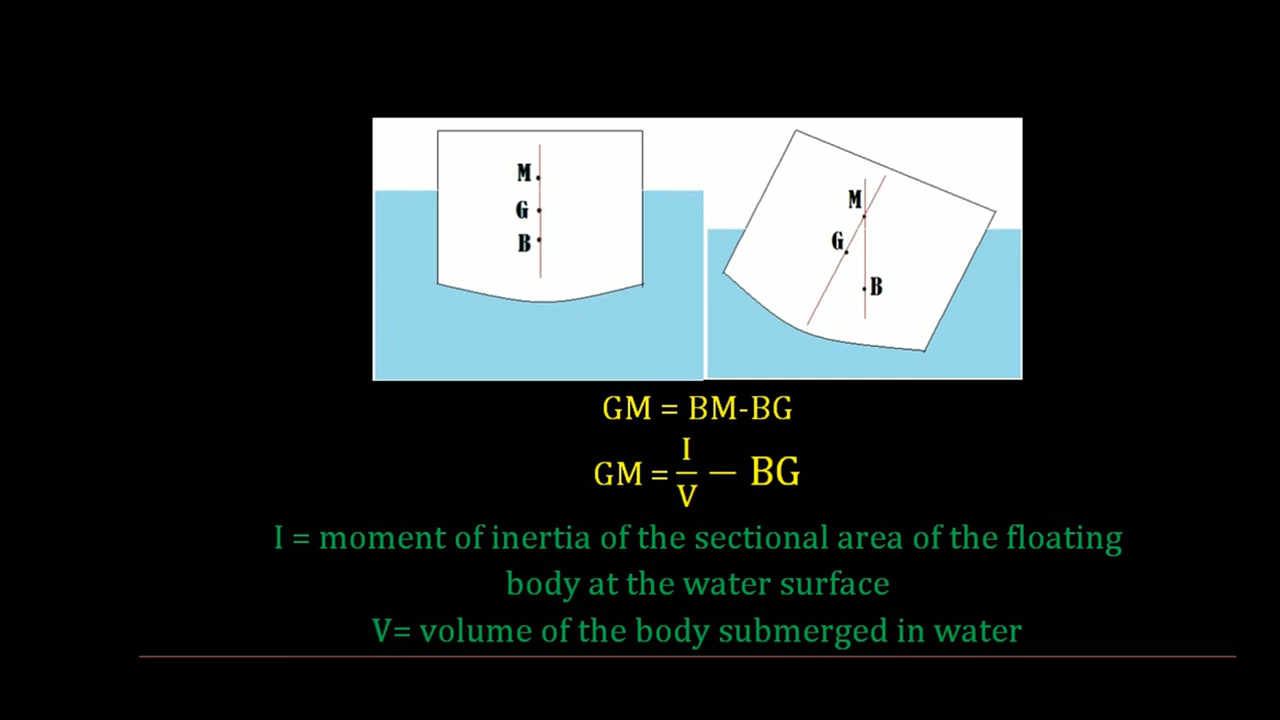 M
G
B
M
G
B
GM = BM-BG
GM = I/V − BG
I = moment of inertia of the sectional area of the floating
body at the water surface
V= volume of the body submerged in water